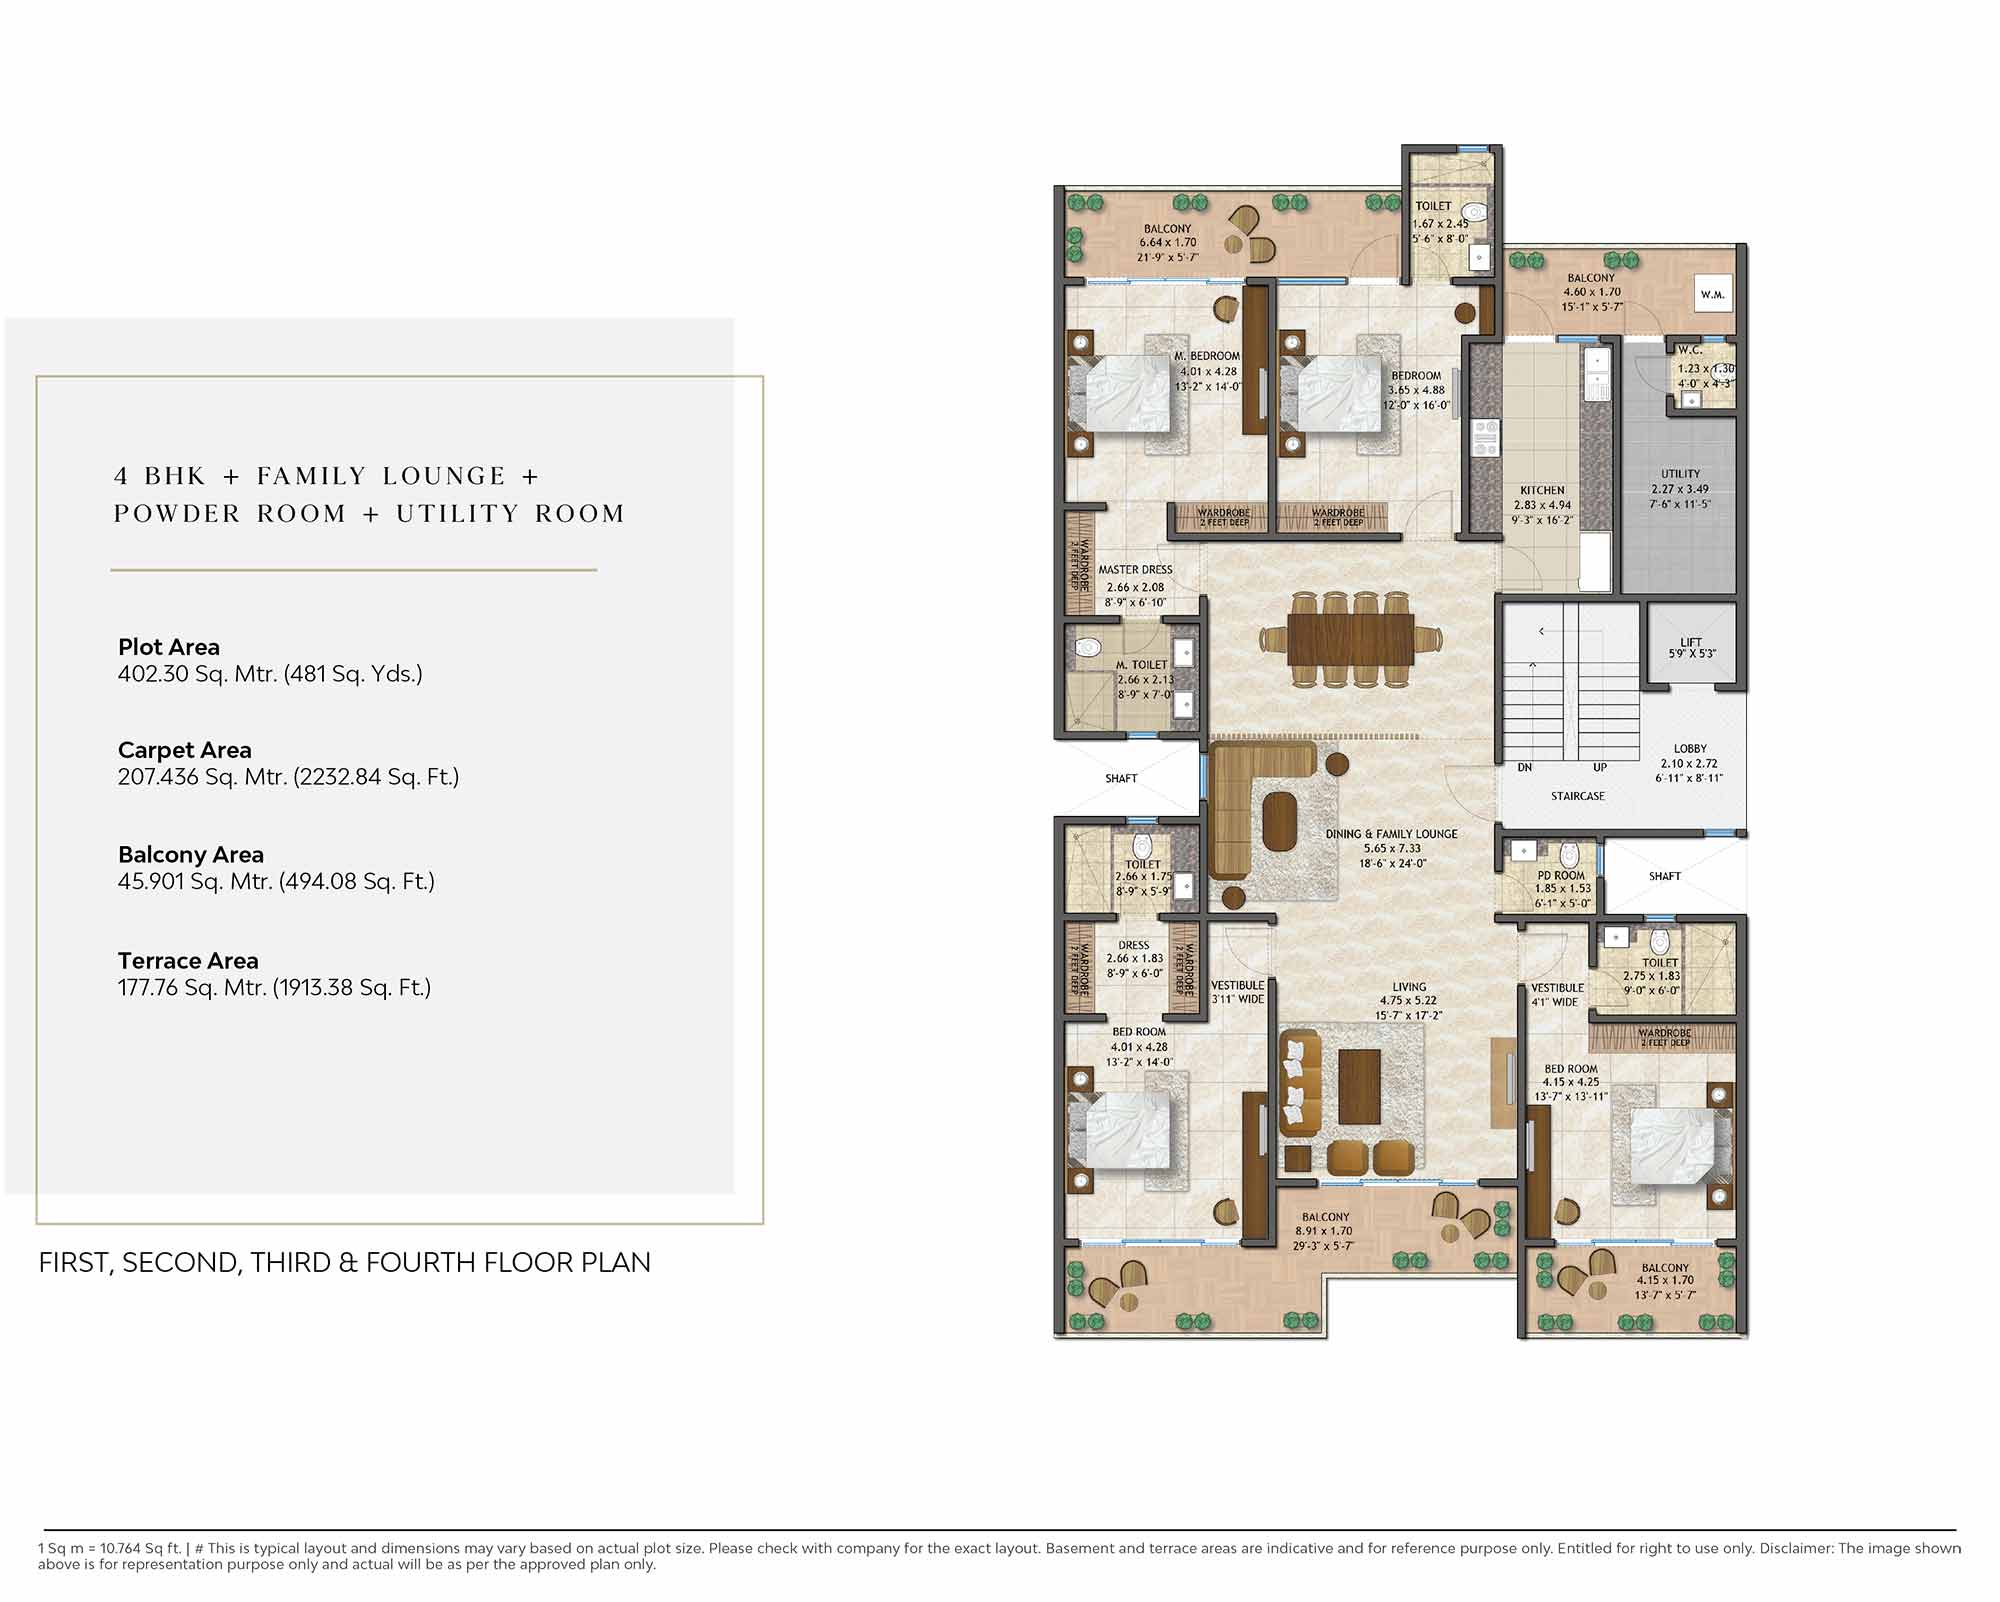 4 BHK + FAMILY LOUNGE +
POWDER ROOM + UTILITY ROOM
Plot Area
402.30 Sq. Mtr. (481 Sq. Yds.)
Carpet Area
207.436 Sq. Mtr. (2232.84 Sq. Ft.)
Balcony Area
45.901 Sq. Mtr. (494.08 Sq. Ft.)
Terrace Area
177.76 Sq. Mtr. (1913.38 Sq. Ft.)
FIRST, SECOND, THIRD & FOURTH FLOOR PLAN
TOILET
1.67 x 2.45
5'-6" x 8'-0"
BALCONY
6.64 x 1.70
21'-9" x 5'-7"
BALCONY
4.60 x 1.70
15'-1" x 5'-7"
W.M.
M. BEDROOM
4.01 x 4.28
13'-2" x 14'-0"
BEDROOM
3.65 x 4.88
12'-0" x 16'-0"
W.C.
1.23 x 1.30
4'-0" x 4'-3"
KITCHEN
2.83 x 4.94
9'-3" x 16'-2"
UTILITY
2.27 x 3.49
7'-6" x 11'-5"
WARDROBE
2 FEET DEEP
WARDROBE
2 FEET DEEP
WARDROBE
2 FEET DEEP
MASTER DRESS
2.66 x 2.08
8'-9" x 6'-10"
M. TOILET
2.66 x 2.13
8'-9" x 7'-0"
LIFT
5'9" X 5'3"
LOBBY
2.10 x 2.72
6'-11" x 8'-11"
DN
UP
STAIRCASE
SHAFT
DINING & FAMILY LOUNGE
5.65 x 7.33
18'-6" x 24'-0"
TOILET
2.66 x 1.75
8'-9" x 5'-9"
PD ROOM
1.85 x 1.53
6'-1" x 5'-0"
SHAFT
WARDROBE
2 FEET DEEP
DRESS
2.66 x 1.83
8'-9" x 6'-0"
WARDROBE
2 FEET DEEP
VESTIBULE
3'11" WIDE
LIVING
4.75 x 5.22
15'-7" x 17'-2"
VESTIBULE
4'1" WIDE
TOILET
2.75 x 1.83
9'-0" x 6'-0"
WARDROBE
2 FEET DEEP
BED ROOM
4.01 x 4.28
13'-2" x 14'-0"
BED ROOM
4.15 x 4.25
13'-7" x 13'-11"
BALCONY
8.91 x 1.70
29'-3" x 5'-7"
BALCONY
4.15 x 1.70
13'-7" x 5'-7"
1 Sq m = 10.764 Sq ft. | # This is typical layout and dimensions may vary based on actual plot size. Please check with company for the exact layout. Basement and terrace areas are indicative and for reference purpose only. Entitled for right to use only. Disclaimer: The image shown
above is for representation purpose only and actual will be as per the approved plan only.